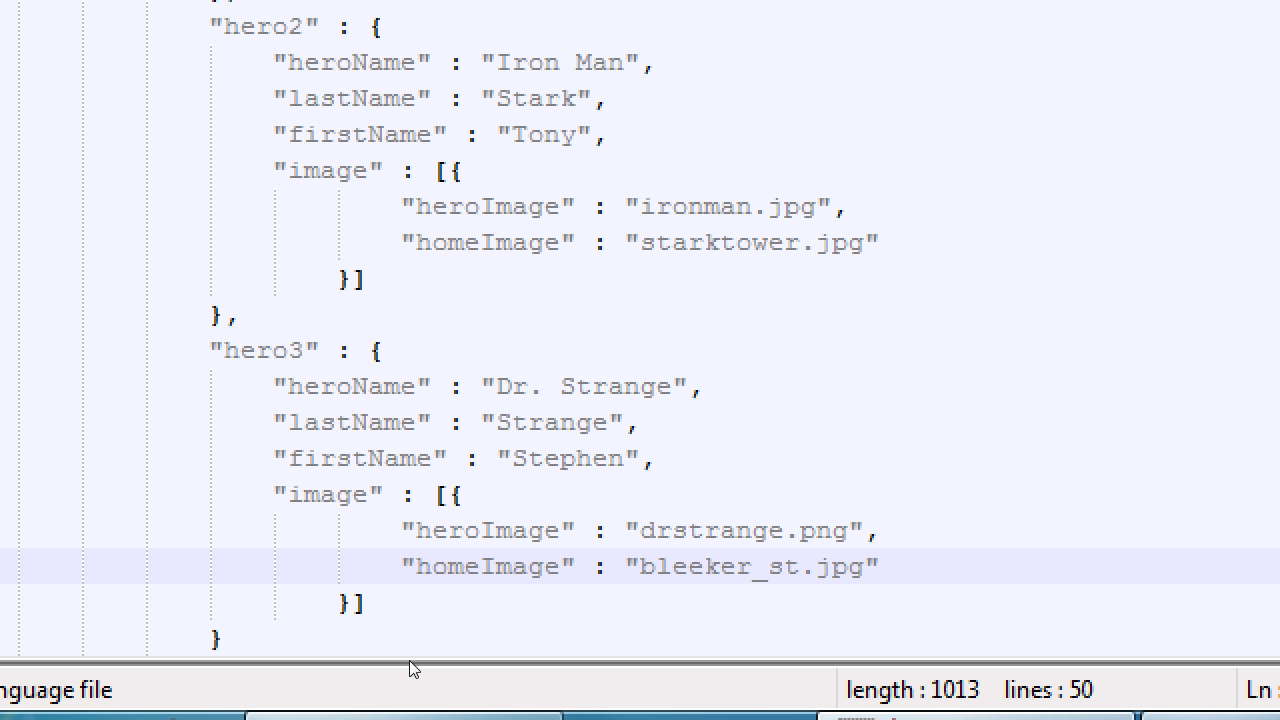 "hero2" : {
"heroName" : "Iron Man",
"lastName" : "Stark",
"firstName" : "Tony",
"image" : [{
"heroImage" : "ironman.jpg",
"homeImage" : "starktower.jpg"
}]
},
"hero3" : {
"heroName" : "Dr. Strange",
"lastName" : "Strange",
"firstName" : "Stephen",
"image" : [{
"heroImage" : "drstrange.png",
"homeImage" : "bleeker_st.jpg"
}]
}
nguage file length : 1013 lines : 50 Ln :